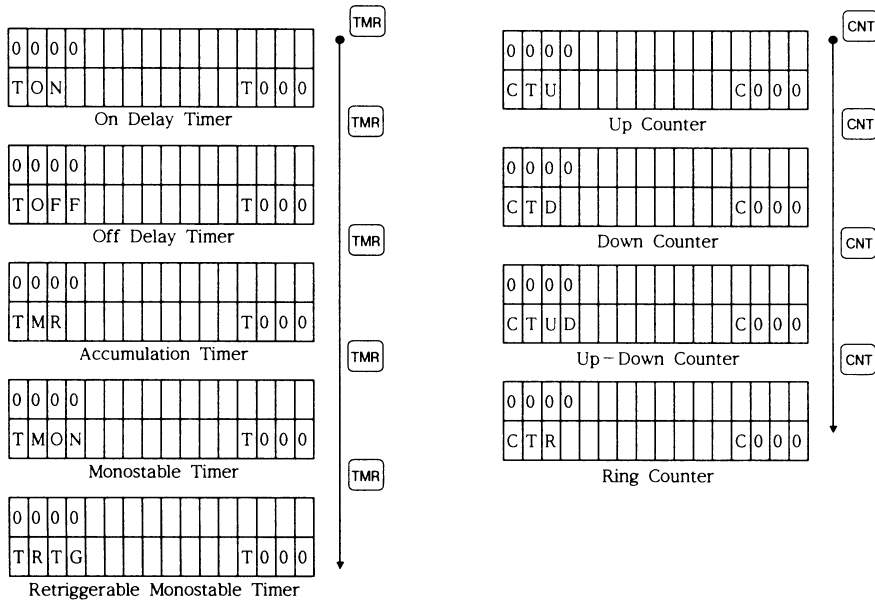 TMR
0000
TON T000
On Delay Timer
TMR
0000
TOFF T000
Off Delay Timer
TMR
0000
TMR T000
Accumulation Timer
TMR
0000
TMON T000
Monostable Timer
TMR
0000
TRTG T000
Retriggerable Monostable Timer
CNT
0000
CTU C000
Up Counter
CNT
0000
CTD C000
Down Counter
CNT
0000
CTUD C000
Up-Down Counter
CNT
0000
CTR C000
Ring Counter